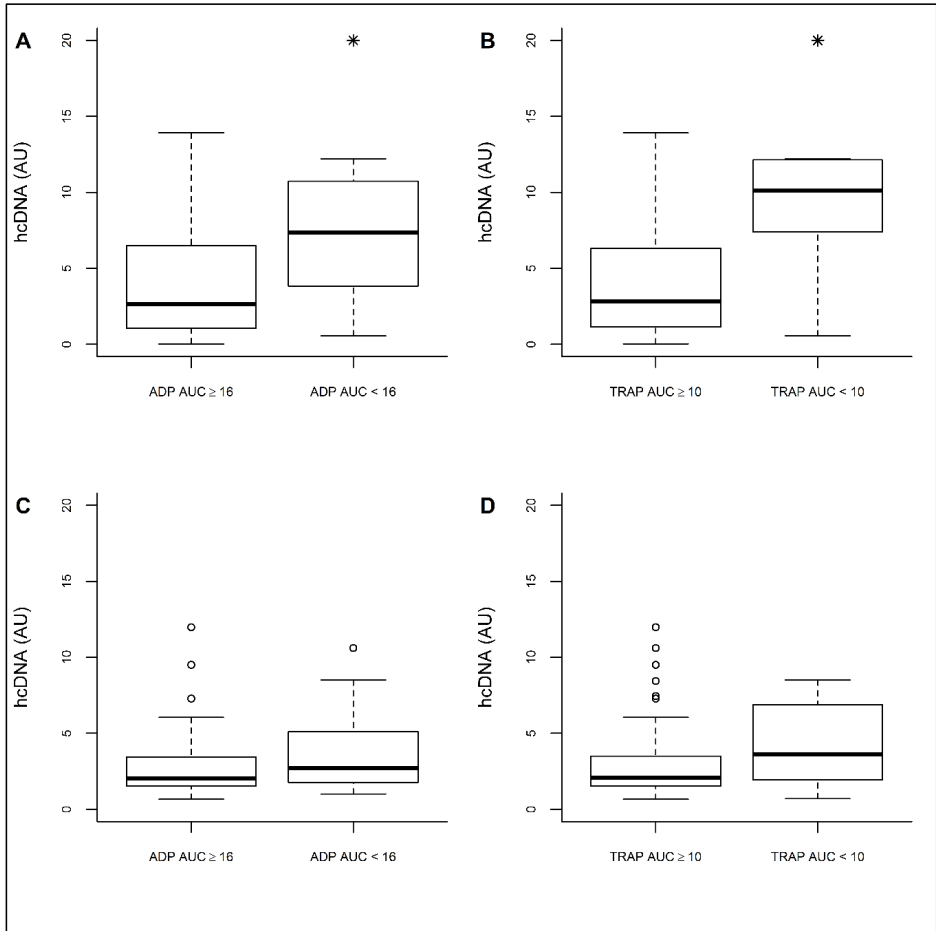 A
hcDNA (AU)
20
15
10
5
0
*
ADP AUC ≥ 16
ADP AUC < 16
B
hcDNA (AU)
20
15
10
5
0
*
TRAP AUC ≥ 10
TRAP AUC < 10
C
hcDNA (AU)
20
15
10
5
0
ADP AUC ≥ 16
ADP AUC < 16
D
hcDNA (AU)
20
15
10
5
0
TRAP AUC ≥ 10
TRAP AUC < 10